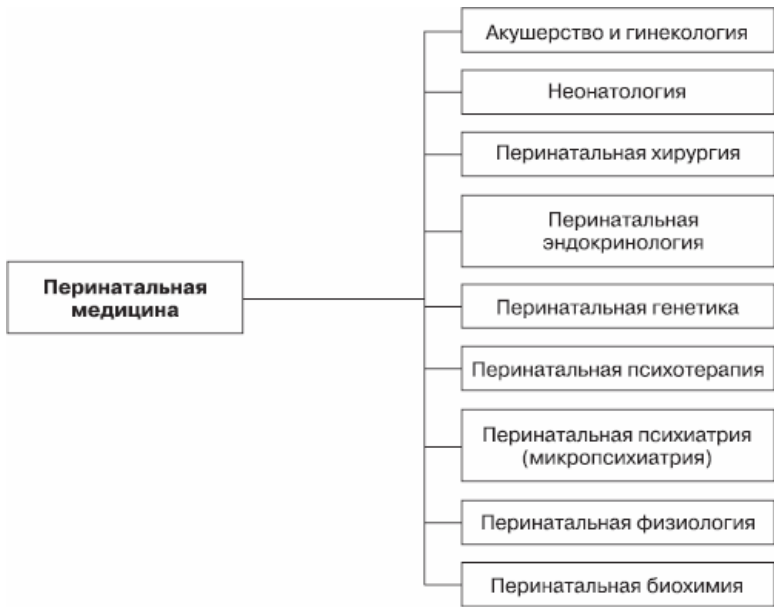 Перинатальная
медицина
Акушерство и гинекология
Неонатология
Перинатальная хирургия
Перинатальная
эндокринология
Перинатальная генетика
Перинатальная психотерапия
Перинатальная психиатрия
(микропсихиатрия)
Перинатальная физиология
Перинатальная биохимия